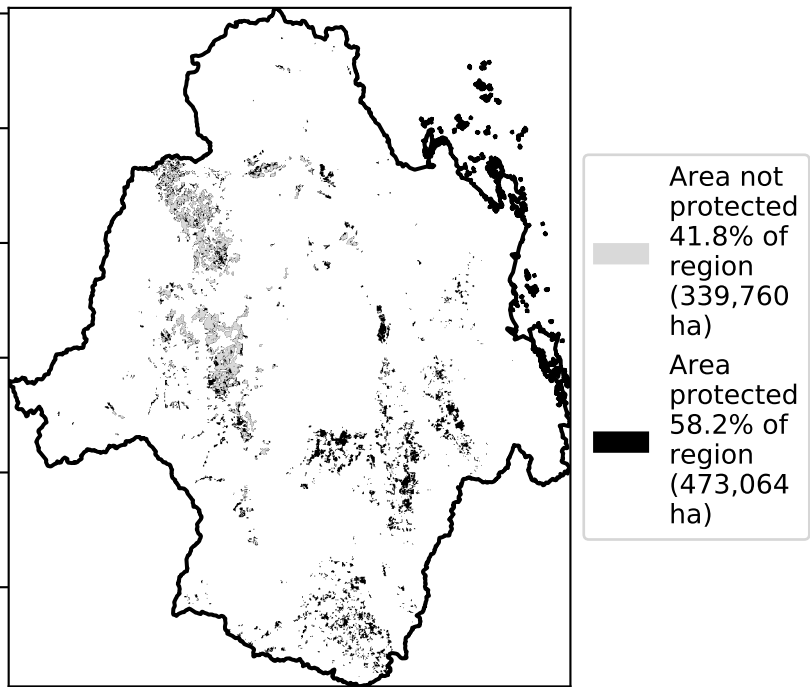 Area not
protected
41.8% of
region
(339,760
ha)
Area
protected
58.2% of
region
(473,064
ha)